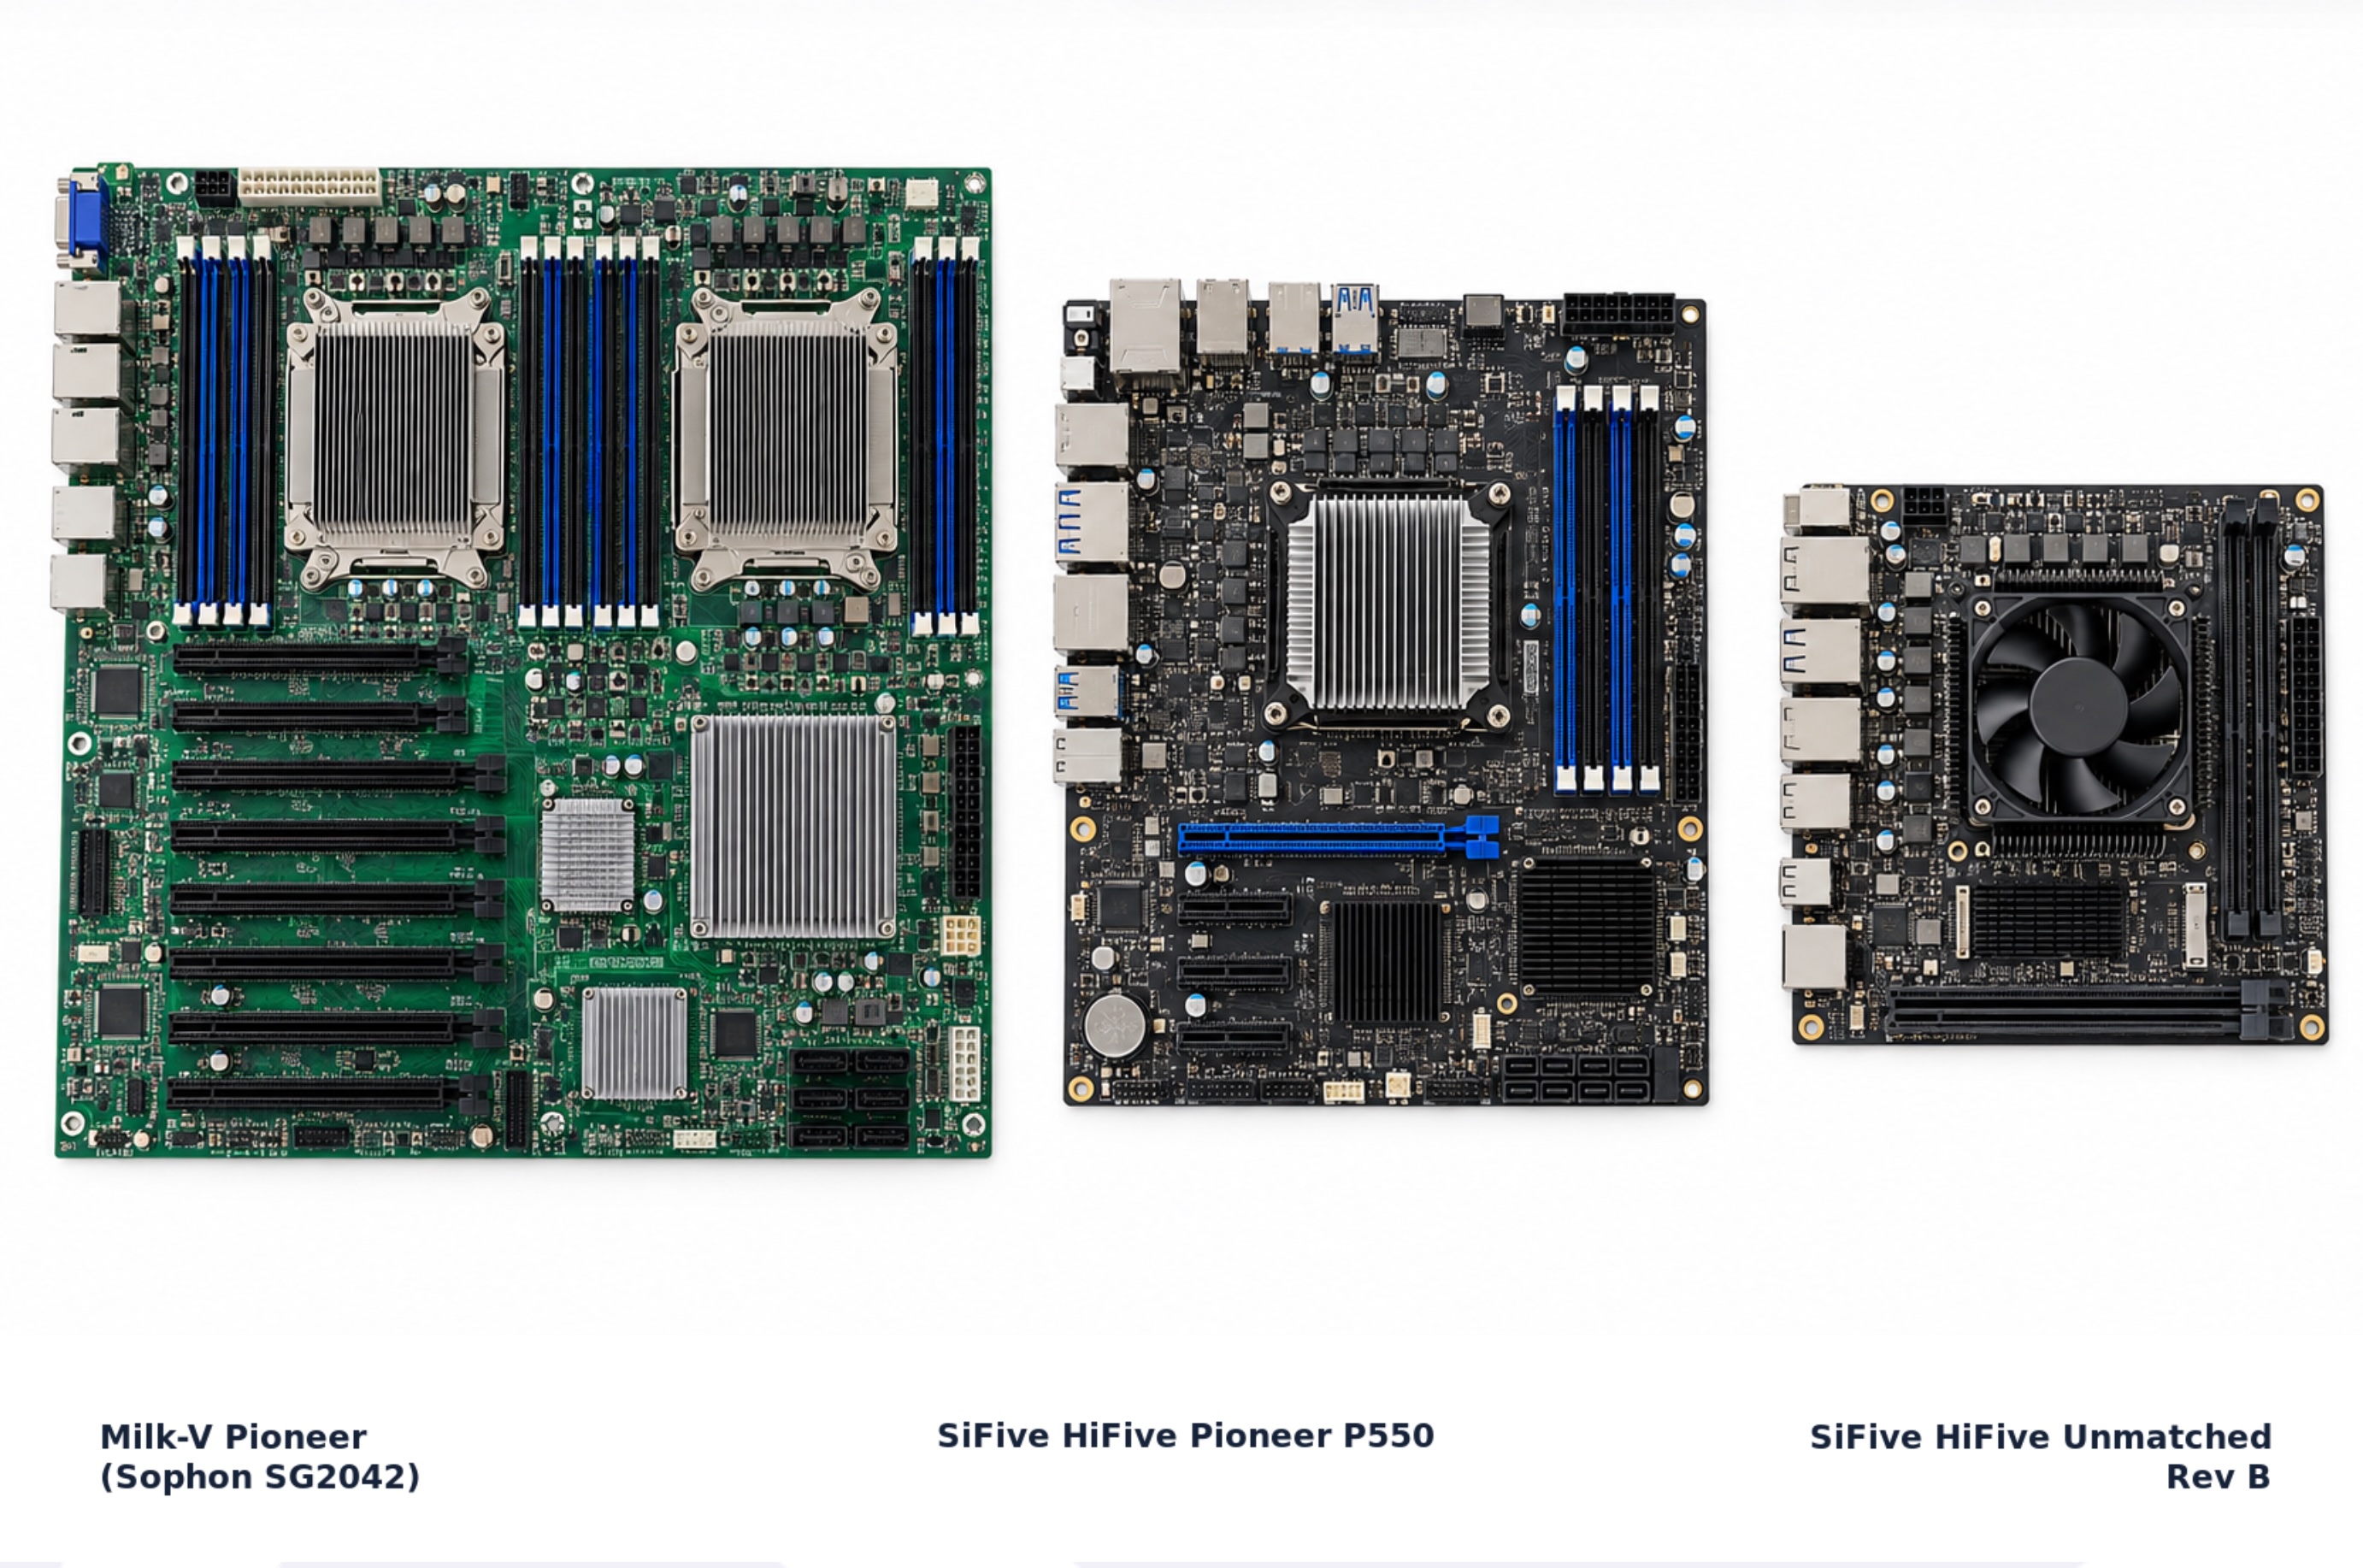 Milk-V Pioneer
(Sophon SG2042)
SiFive HiFive Pioneer P550
SiFive HiFive Unmatched
Rev B